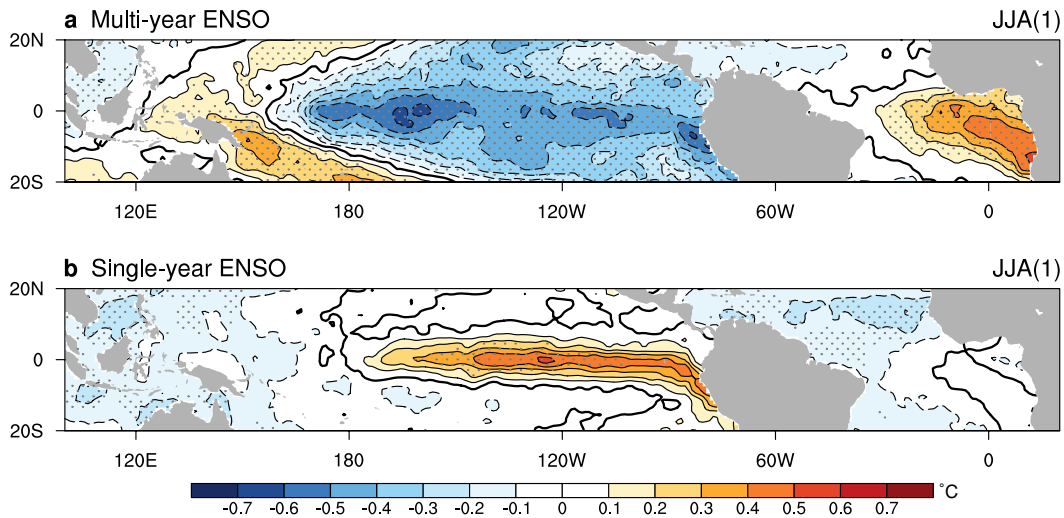 a Multi-year ENSO JJA(1)
20N
0
20S
120E 180 120W 60W 0
b Single-year ENSO JJA(1)
20N
0
20S
120E 180 120W 60W 0
-0.7 -0.6 -0.5 -0.4 -0.3 -0.2 -0.1 0 0.1 0.2 0.3 0.4 0.5 0.6 0.7 °C